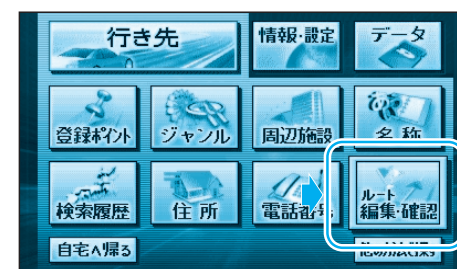 行き先
情報・設定
データ
登録ポイント
ジャンル
周辺施設
名称
検索履歴
住所
電話番号
ルート
編集・確認
自宅へ帰る